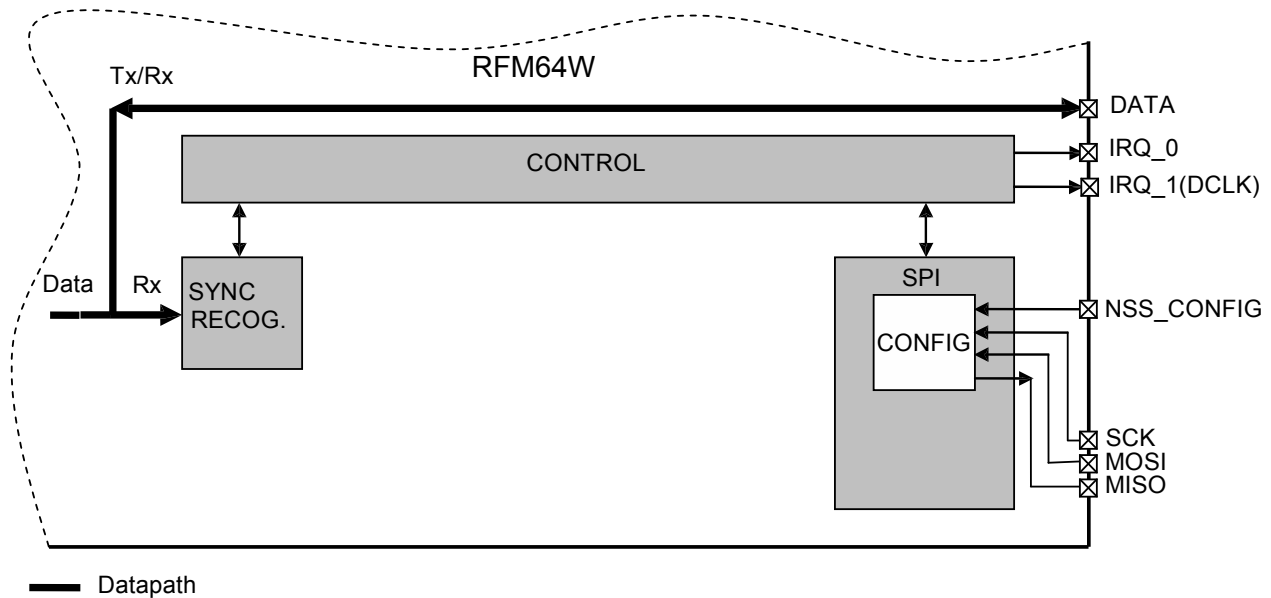 RFM64W
Tx/Rx
DATA
CONTROL
IRQ_0
IRQ_1(DCLK)
Data
Rx
SYNC
RECOG.
SPI
CONFIG
NSS_CONFIG
SCK
MOSI
MISO
Datapath